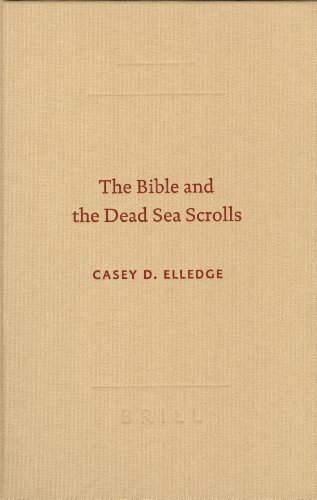 The Bible and
the Dead Sea Scrolls
CASEY D. ELLEDGE
BRILL